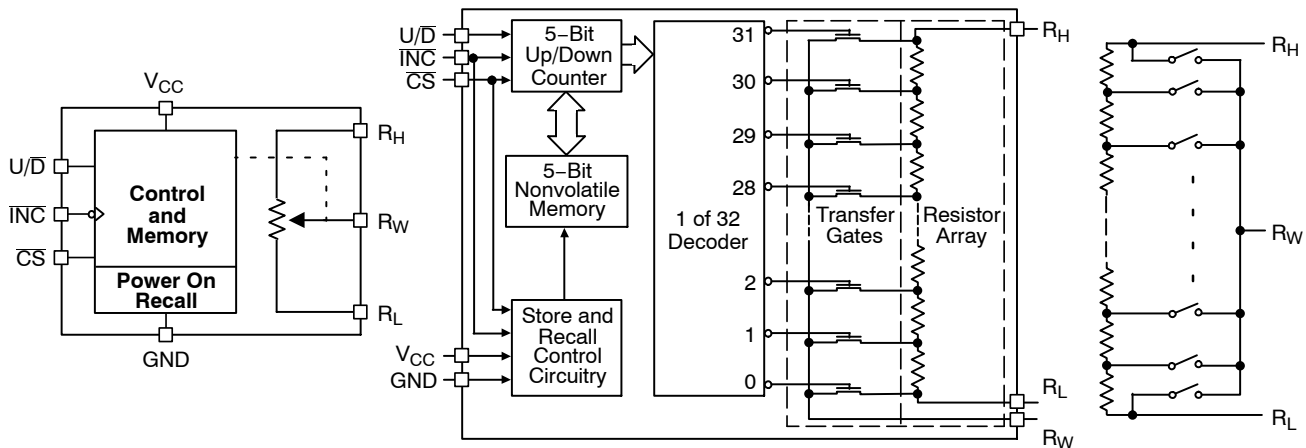 V_CC
U/D̅
I̅N̅C̅
C̅S̅
Control
and
Memory
Power On
Recall
GND
R_H
R_W
R_L
U/D̅
I̅N̅C̅
C̅S̅
V_CC
GND
5−Bit
Up/Down
Counter
5−Bit
Nonvolatile
Memory
Store and
Recall
Control
Circuitry
1 of 32
Decoder
31
30
29
28
2
1
0
Transfer
Gates
Resistor
Array
R_H
R_L
R_W
R_H
R_W
R_L